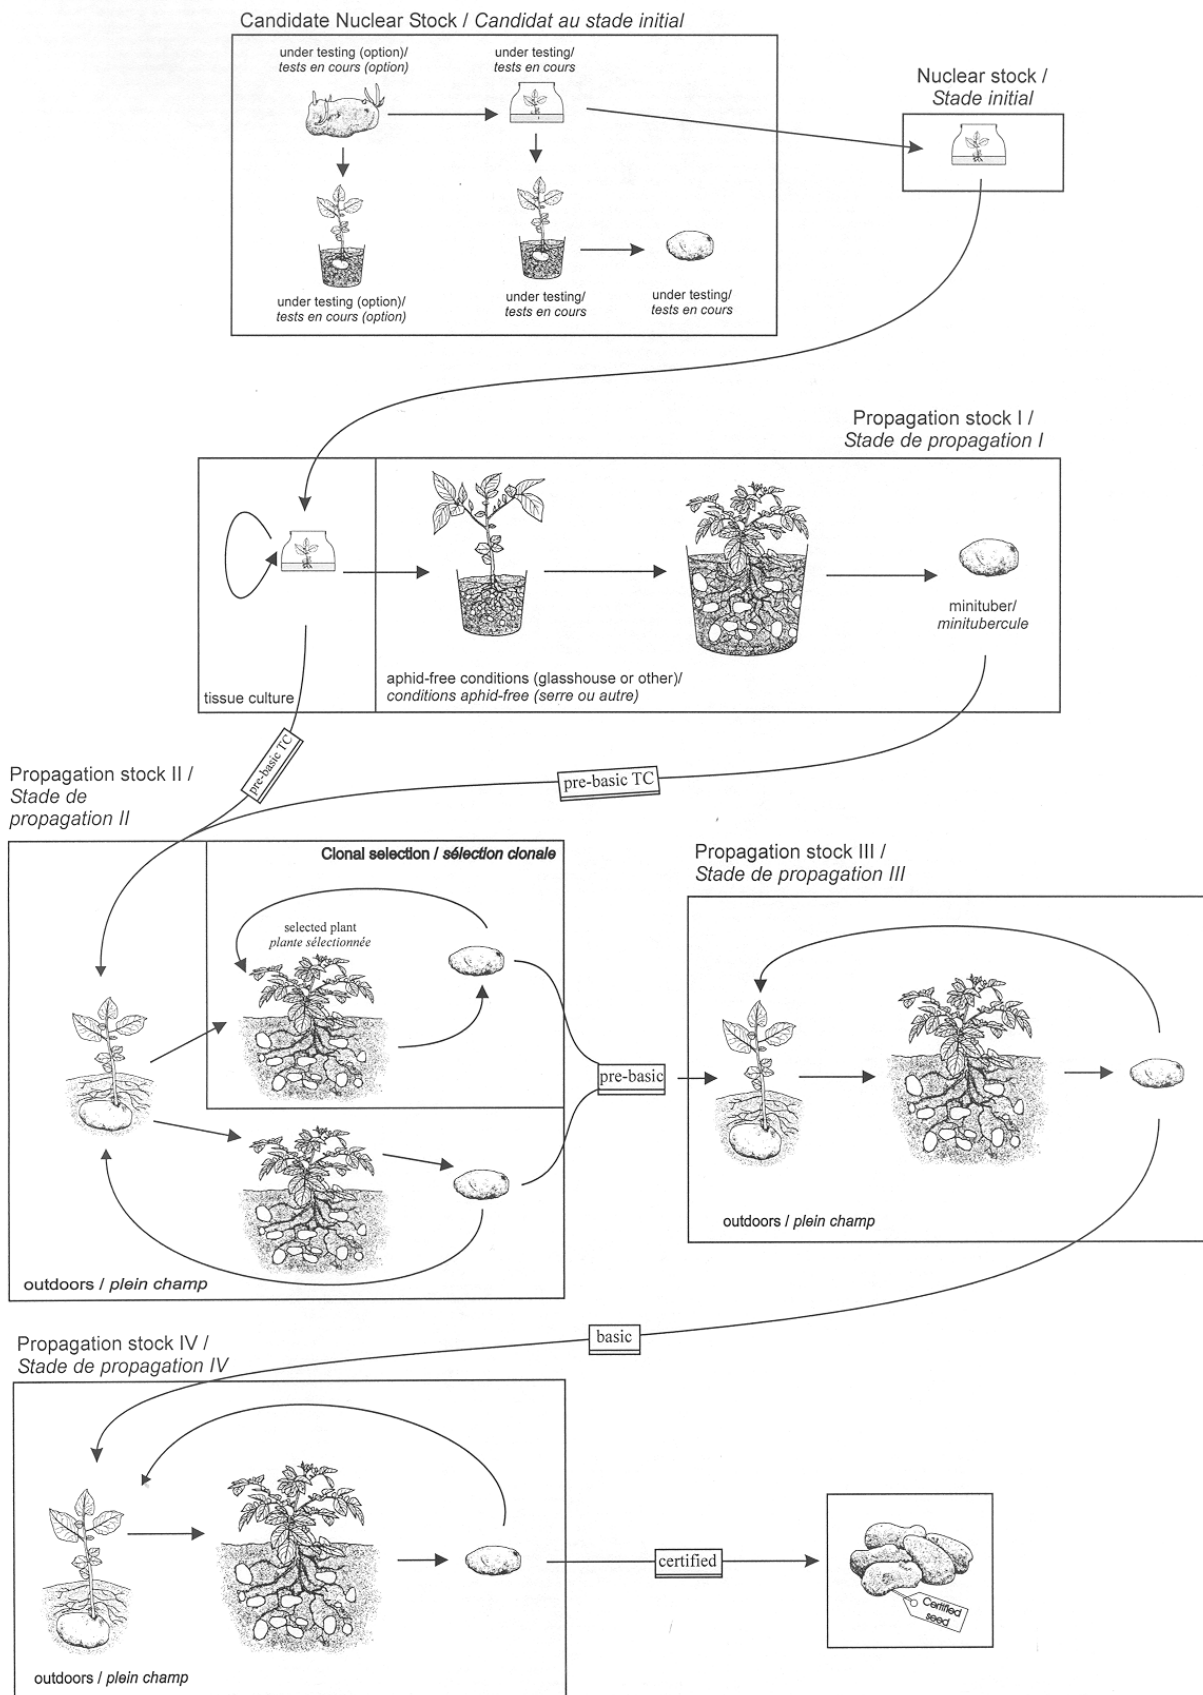 Candidate Nuclear Stock / Candidat au stade initial
under testing (option)/
tests en cours (option)
under testing/
tests en cours
Nuclear stock /
Stade initial
under testing (option)/
tests en cours (option)
under testing/
tests en cours
under testing/
tests en cours
Propagation stock I /
Stade de propagation I
minituber/
minitubercule
tissue culture
aphid-free conditions (glasshouse or other)/
conditions aphid-free (serre ou autre)
pre-basic TC
pre-basic TC
Propagation stock II /
Stade de
propagation II
Clonal selection / sélection clonale
selected plant
plante sélectionnée
Propagation stock III /
Stade de propagation III
pre-basic
outdoors / plein champ
outdoors / plein champ
basic
Propagation stock IV /
Stade de propagation IV
certified
Certified
seed
outdoors / plein champ